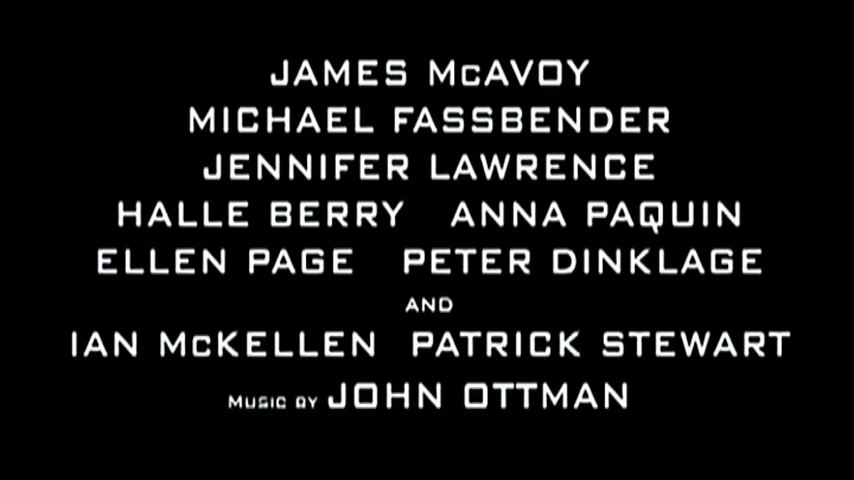 JAMES McAVOY
MICHAEL FASSBENDER
JENNIFER LAWRENCE
HALLE BERRY ANNA PAQUIN
ELLEN PAGE PETER DINKLAGE
AND
IAN McKELLEN PATRICK STEWART
MUSIC BY JOHN OTTMAN